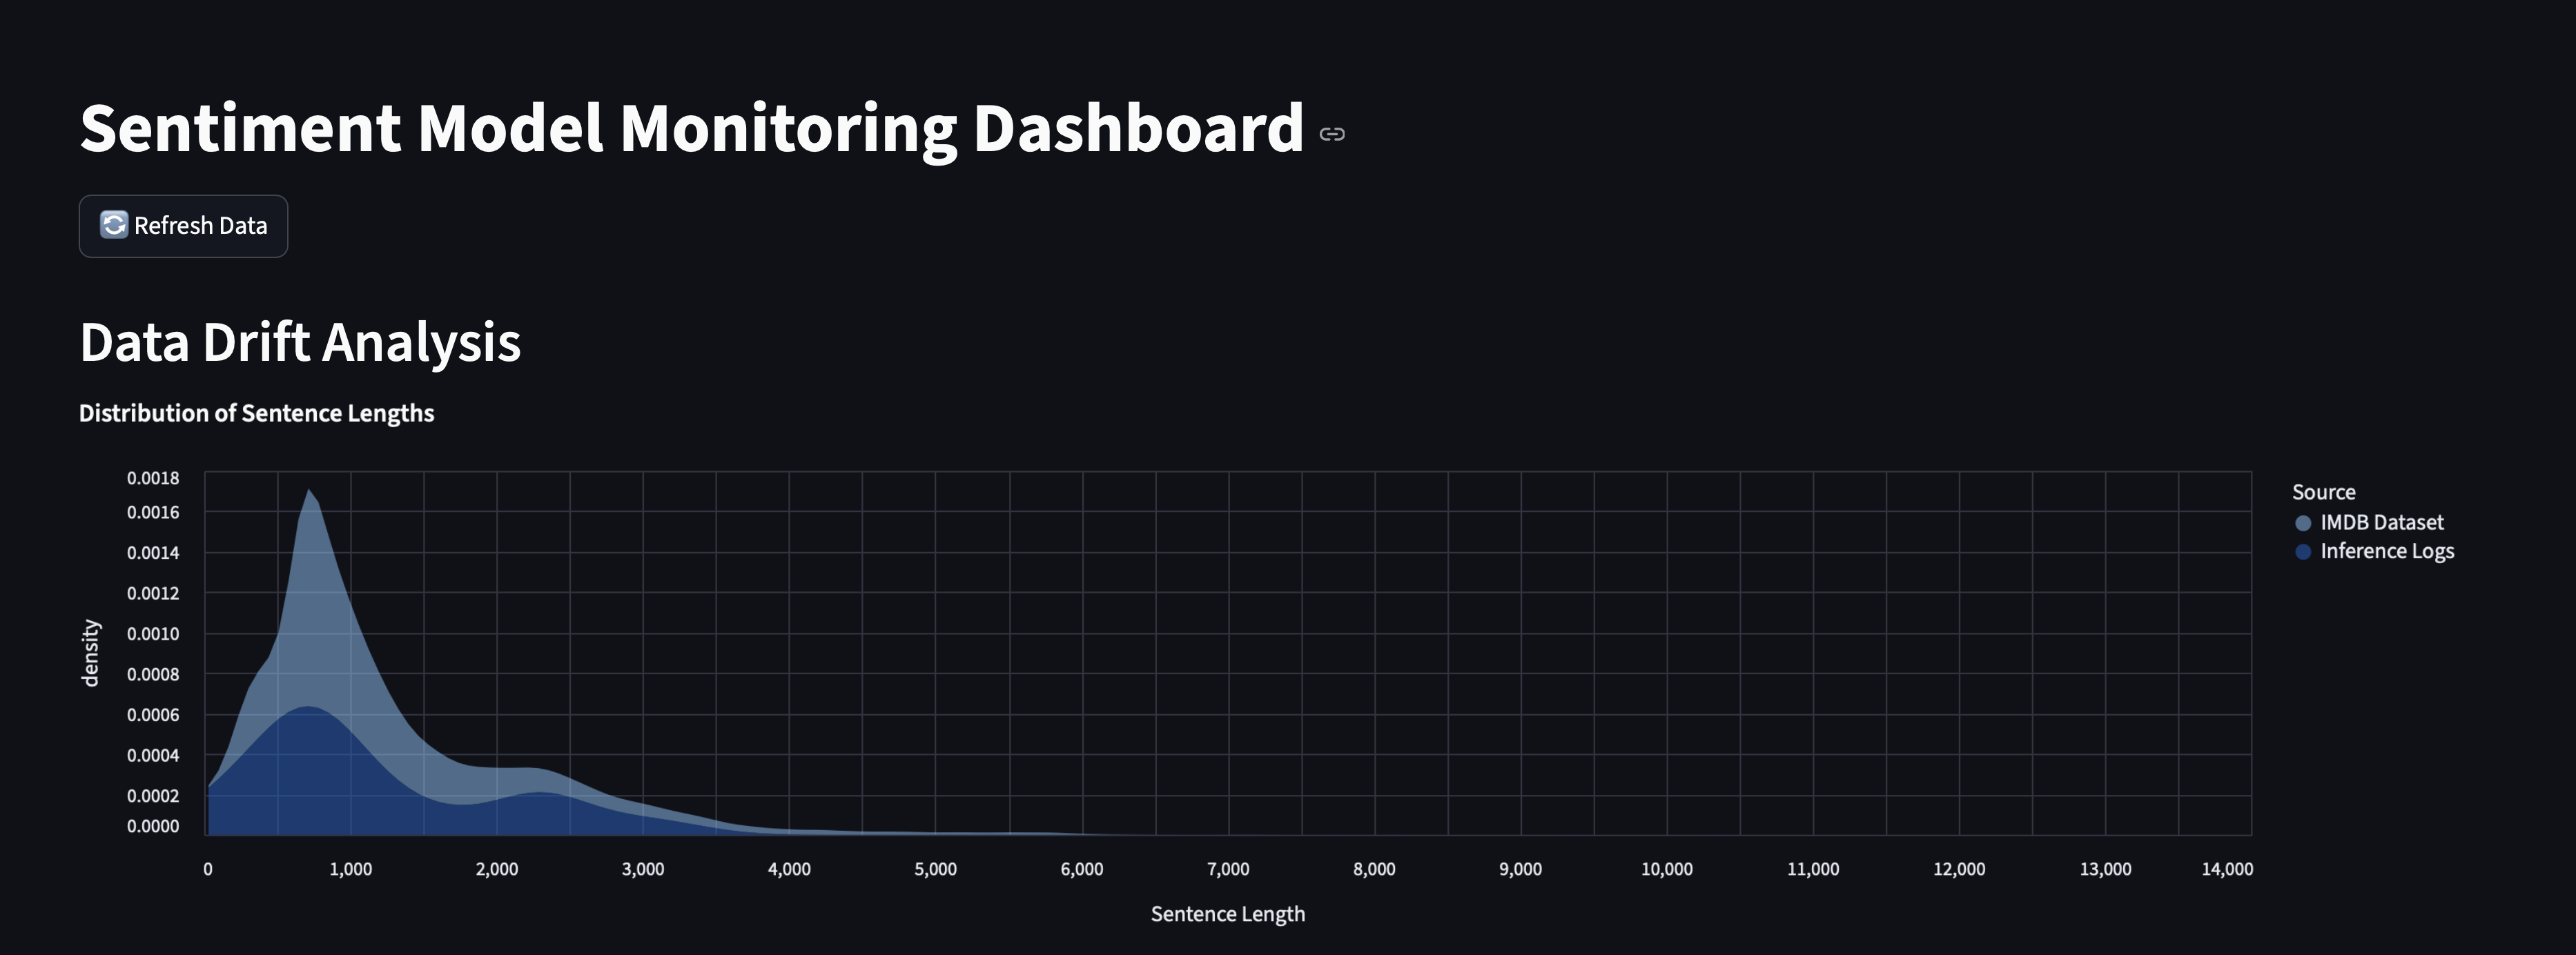 Sentiment Model Monitoring Dashboard
Refresh Data
Data Drift Analysis
Distribution of Sentence Lengths
0.0018
0.0016
0.0014
0.0012
0.0010
0.0008
0.0006
0.0004
0.0002
0.0000
density
0 1,000 2,000 3,000 4,000 5,000 6,000 7,000 8,000 9,000 10,000 11,000 12,000 13,000 14,000
Sentence Length
Source
IMDB Dataset
Inference Logs